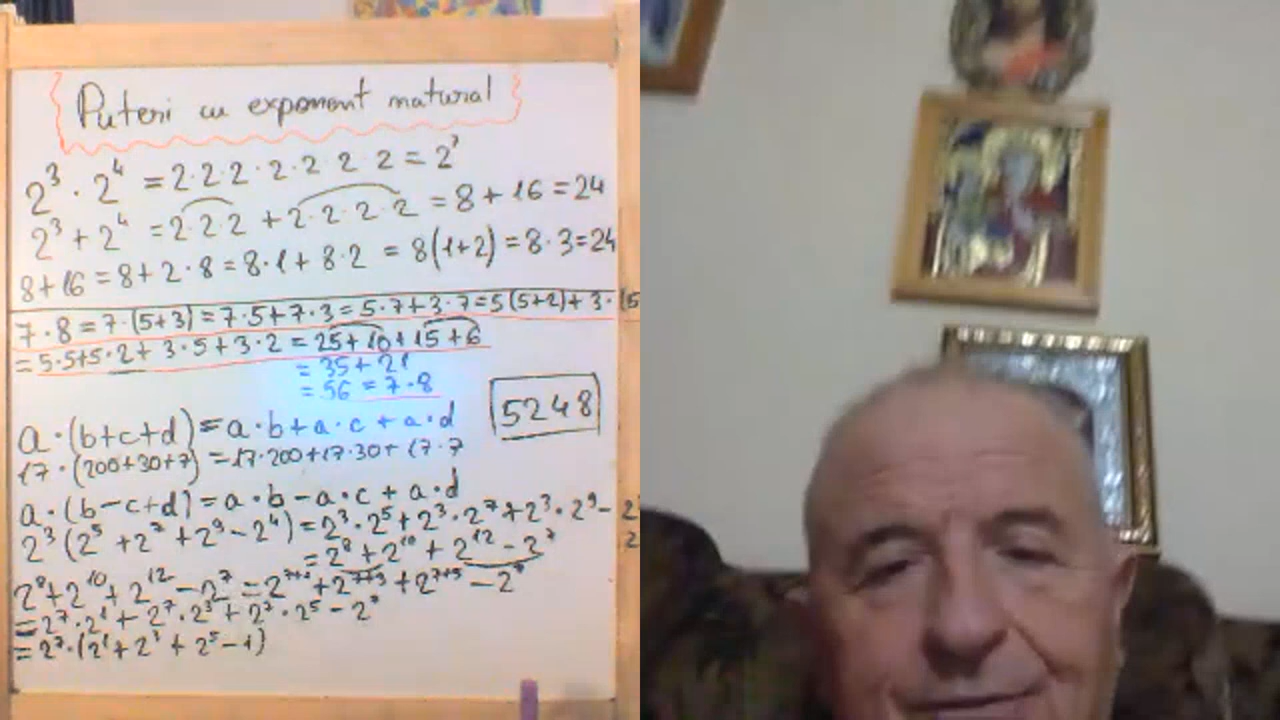 Puteri cu exponent natural
2³ · 2⁴ = 2·2·2·2·2·2·2 = 2⁷
2³ + 2⁴ = 2·2·2 + 2·2·2·2 = 8 + 16 = 24
8 + 16 = 8 + 2·8 = 8·1 + 8·2 = 8(1+2) = 8·3 = 24
7·8 = 7·(5+3) = 7·5 + 7·3 = 5·7 + 3·7 = 5(5+2) + 3·(5
= 5·5 + 5·2 + 3·5 + 3·2 = 25 + 10 + 15 + 6
= 35 + 21
= 56 = 7·8
5248
a·(b+c+d) = a·b + a·c + a·d
17·(200+30+7) = 17·200 + 17·30 + 17·7
a·(b−c+d) = a·b − a·c + a·d
2³(2⁵ + 2⁷ + 2⁹ − 2⁴) = 2³·2⁵ + 2³·2⁷ + 2³·2⁹ − 2
= 2⁸ + 2¹⁰ + 2¹² − 2⁷
2⁸ + 2¹⁰ + 2¹² − 2⁷ = 2⁷⁺¹ + 2⁷⁺³ + 2⁷⁺⁵ − 2⁷
= 2⁷·2¹ + 2⁷·2³ + 2⁷·2⁵ − 2⁷
= 2⁷·(2¹ + 2³ + 2⁵ − 1)